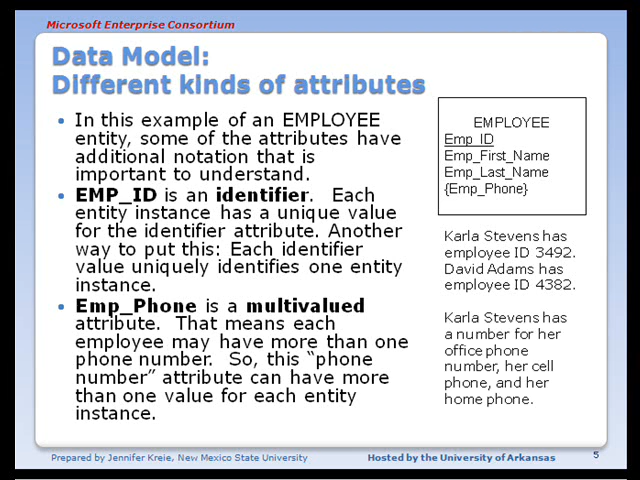 Microsoft Enterprise Consortium
Data Model:
Different kinds of attributes
• In this example of an EMPLOYEE
entity, some of the attributes have
additional notation that is
important to understand.
• EMP_ID is an identifier.  Each
entity instance has a unique value
for the identifier attribute. Another
way to put this: Each identifier
value uniquely identifies one entity
instance.
• Emp_Phone is a multivalued
attribute.  That means each
employee may have more than one
phone number.  So, this “phone
number” attribute can have more
than one value for each entity
instance.
EMPLOYEE
Emp_ID
Emp_First_Name
Emp_Last_Name
{Emp_Phone}
Karla Stevens has
employee ID 3492.
David Adams has
employee ID 4382.
Karla Stevens has
a number for her
office phone
number, her cell
phone, and her
home phone.
Prepared by Jennifer Kreie, New Mexico State University
Hosted by the University of Arkansas
5